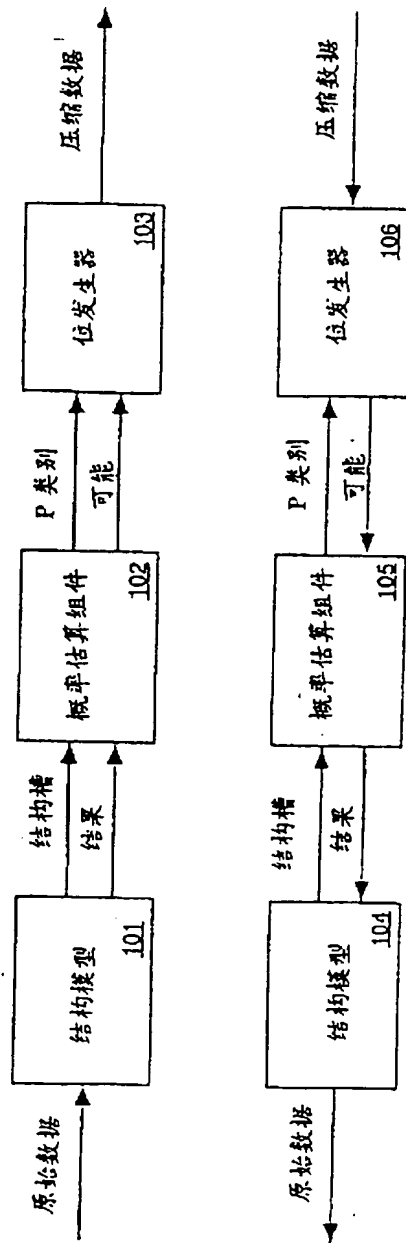 原始数据
结构模型
101
结构槽
结果
概率估算组件
102
P 类别
可能
位发生器
103
压缩数据
原始数据
结构模型
104
结构槽
结果
概率估算组件
105
P 类别
可能
位发生器
106
压缩数据